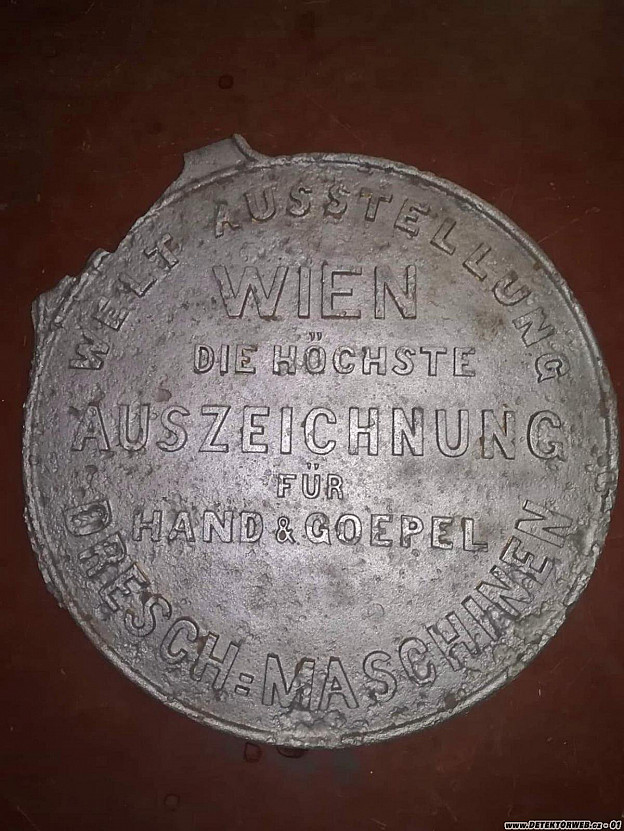 WELT AUSSTELLUNG
WIEN
DIE HÖCHSTE
AUSZEICHNUNG
FÜR
HAND & GOEPEL
DRESCH=MASCHINEN
www.DETEKTORWEB.cz - 01